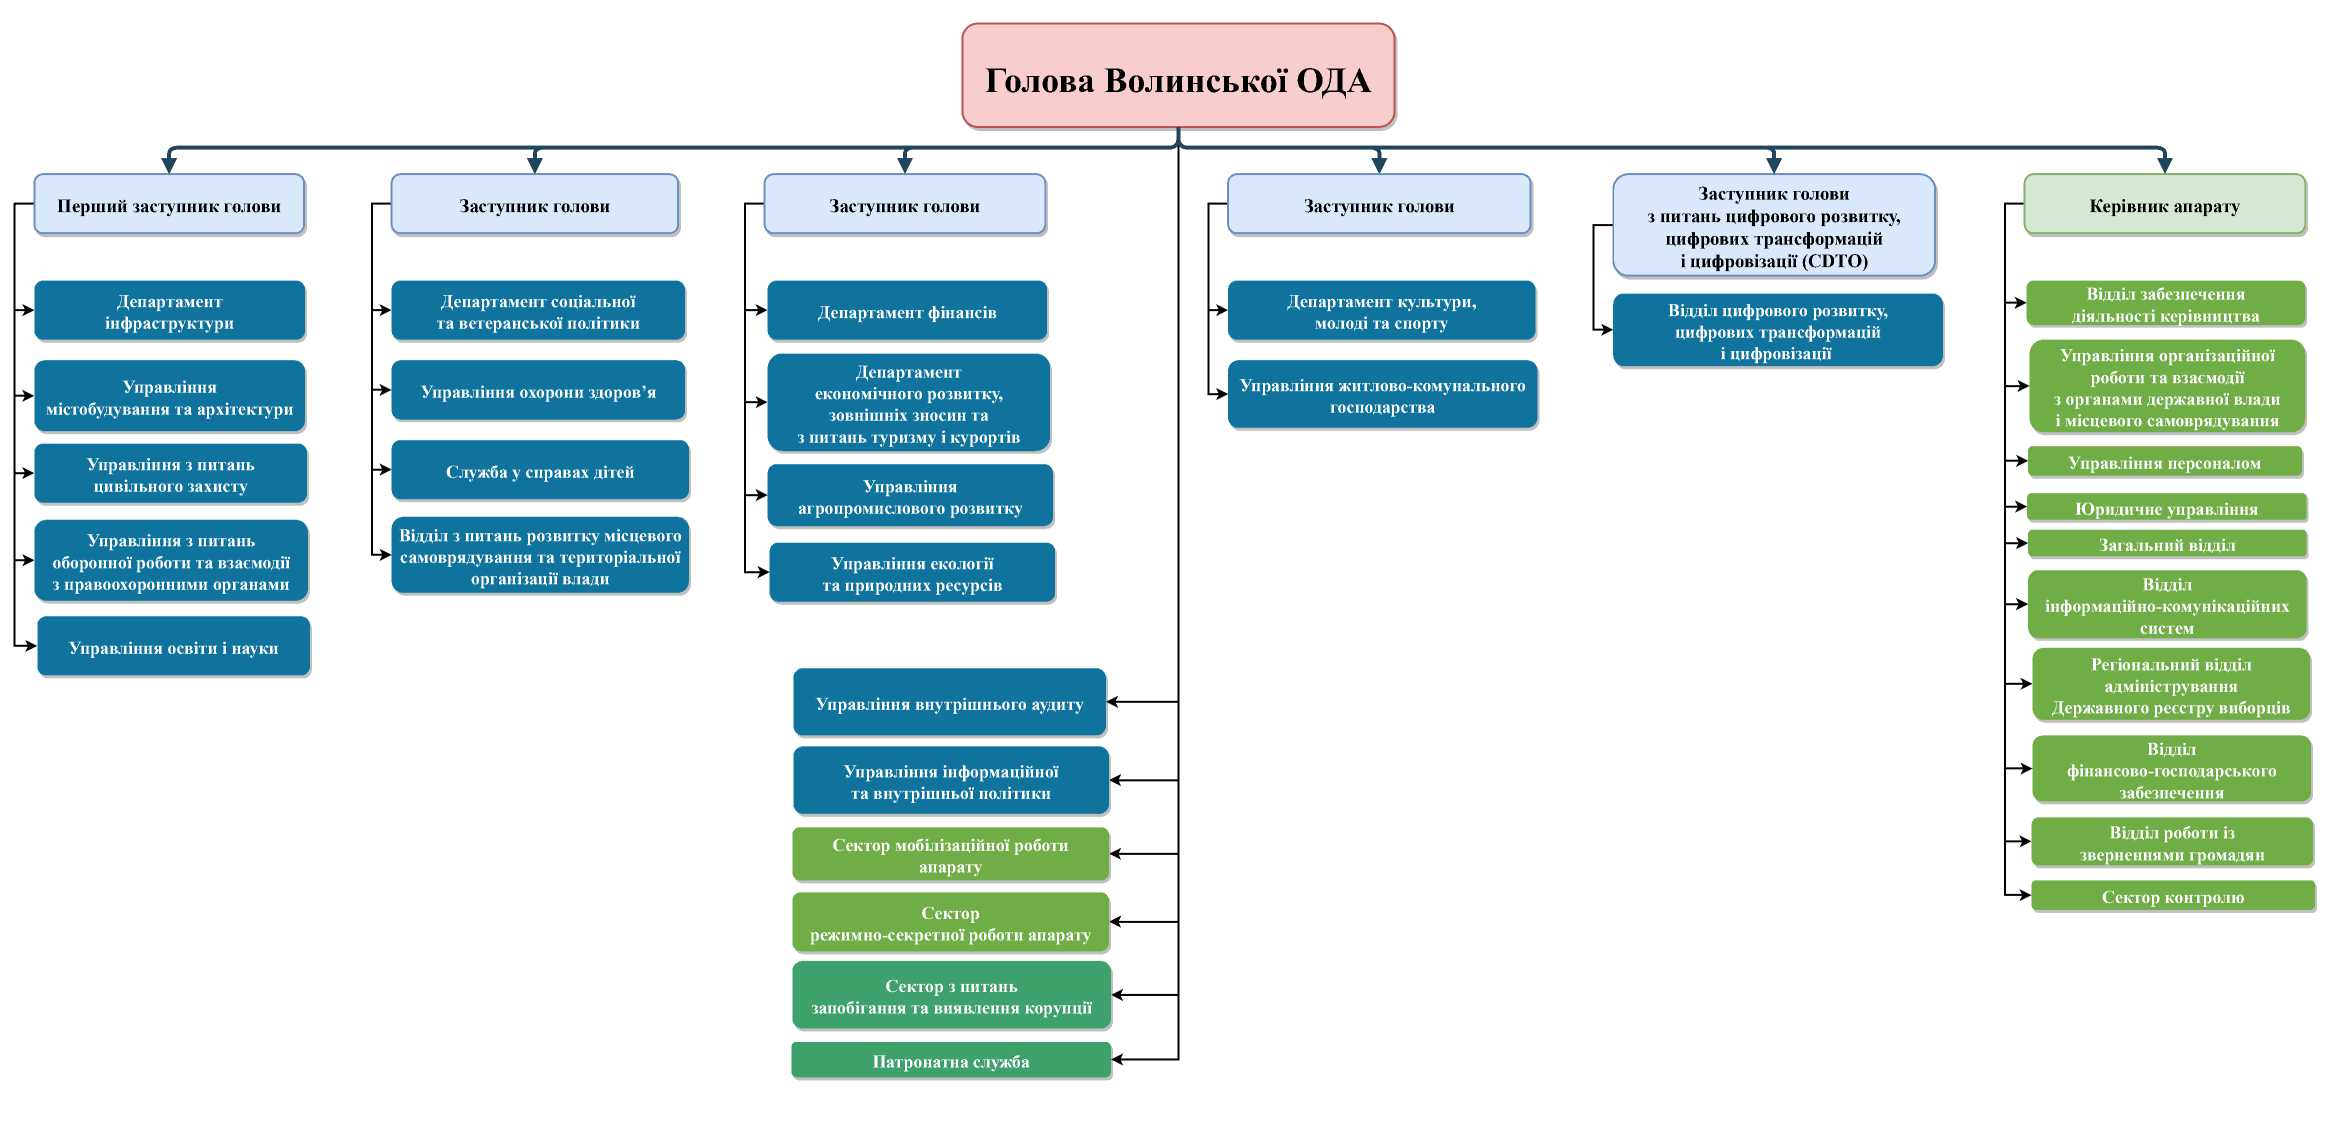 Голова Волинської ОДА
Перший заступник голови
Департамент
інфраструктури
Управління
містобудування та архітектури
Управління з питань
цивільного захисту
Управління з питань
оборонної роботи та взаємодії
з правоохоронними органами
Управління освіти і науки
Заступник голови
Департамент соціальної
та ветеранської політики
Управління охорони здоров’я
Служба у справах дітей
Відділ з питань розвитку місцевого
самоврядування та територіальної
організації влади
Заступник голови
Департамент фінансів
Департамент
економічного розвитку,
зовнішніх зносин та
з питань туризму і курортів
Управління
агропромислового розвитку
Управління екології
та природних ресурсів
Управління внутрішнього аудиту
Управління інформаційної
та внутрішньої політики
Сектор мобілізаційної роботи
апарату
Сектор
режимно-секретної роботи апарату
Сектор з питань
запобігання та виявлення корупції
Патронатна служба
Заступник голови
Департамент культури,
молоді та спорту
Управління житлово-комунального
господарства
Заступник голови
з питань цифрового розвитку,
цифрових трансформацій
і цифровізації (CDTO)
Відділ цифрового розвитку,
цифрових трансформацій
і цифровізації
Керівник апарату
Відділ забезпечення
діяльності керівництва
Управління організаційної
роботи та взаємодії
з органами державної влади
і місцевого самоврядування
Управління персоналом
Юридичне управління
Загальний відділ
Відділ
інформаційно-комунікаційних
систем
Регіональний відділ
адміністрування
Державного реєстру виборців
Відділ
фінансово-господарського
забезпечення
Відділ роботи із
зверненнями громадян
Сектор контролю